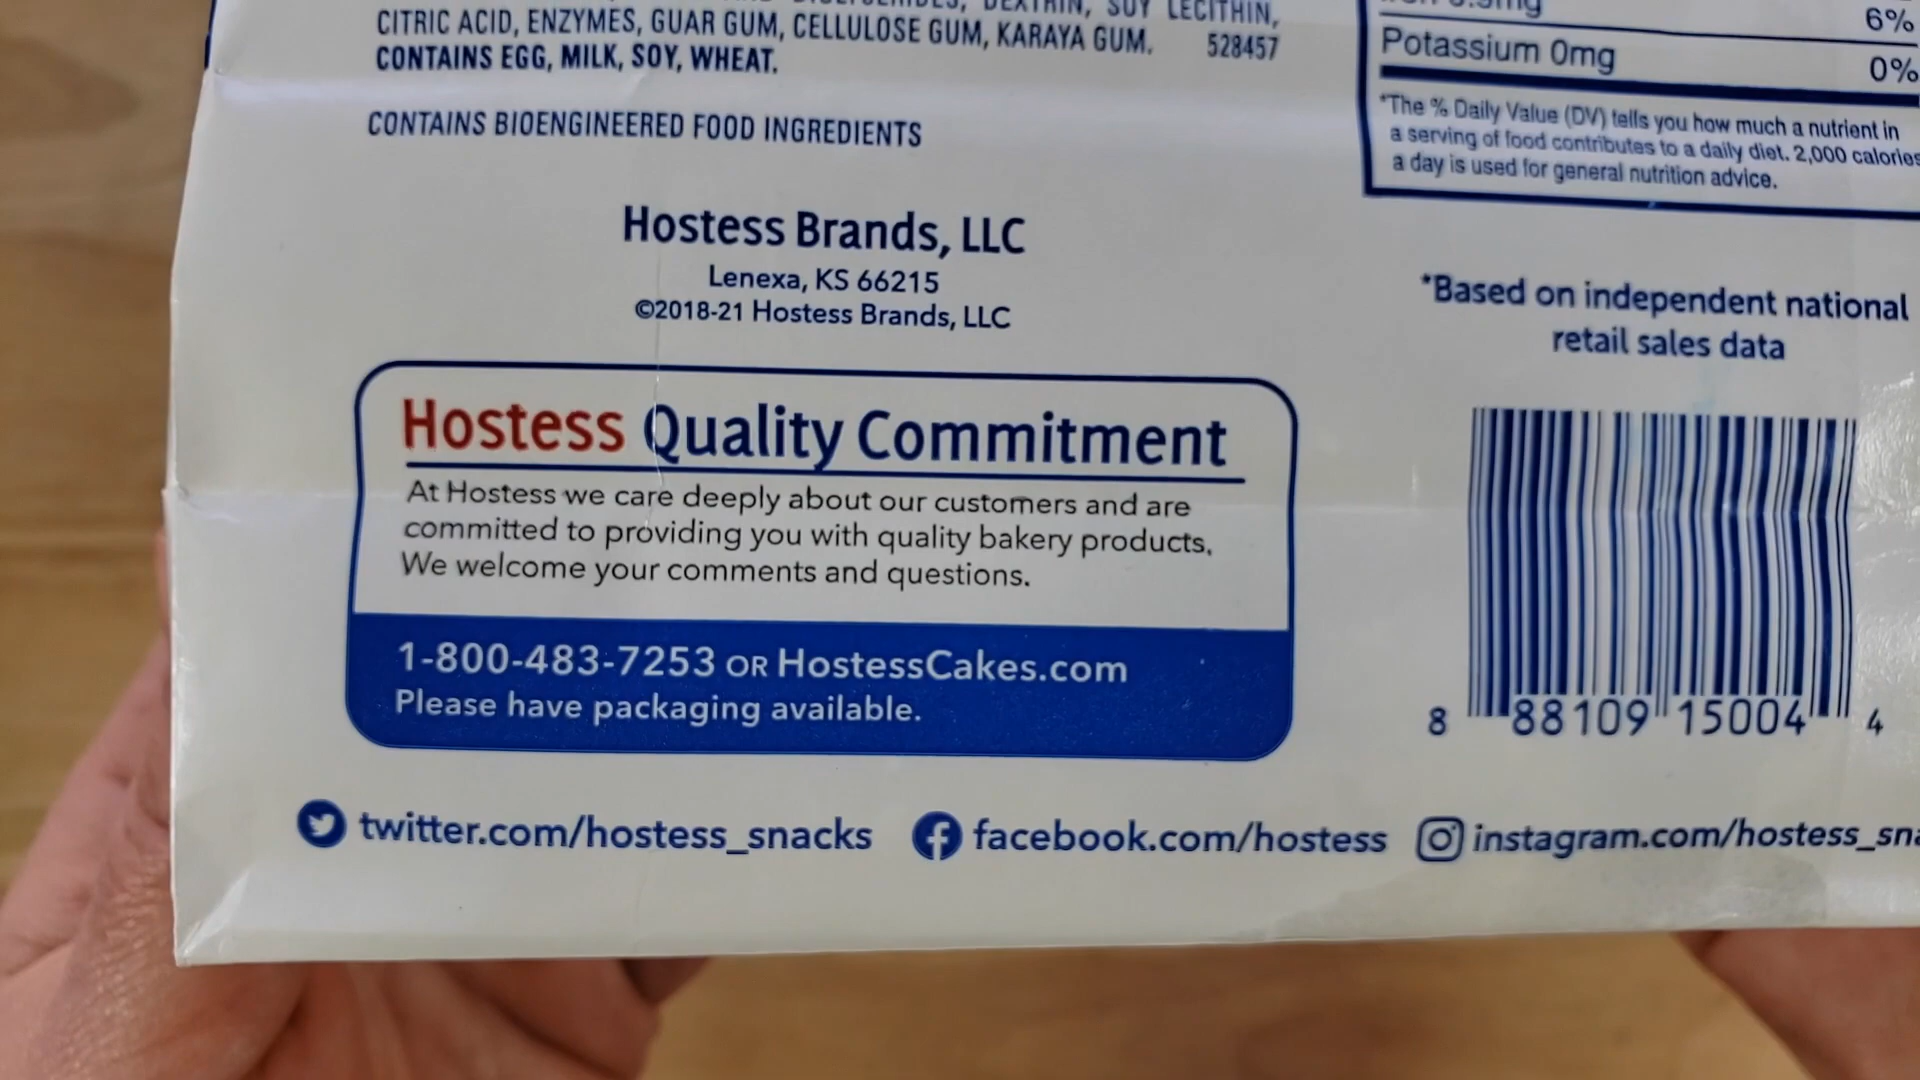 DEXTRIN, SOY LECITHIN,
CITRIC ACID, ENZYMES, GUAR GUM, CELLULOSE GUM, KARAYA GUM. 528457
CONTAINS EGG, MILK, SOY, WHEAT.
CONTAINS BIOENGINEERED FOOD INGREDIENTS
Hostess Brands, LLC
Lenexa, KS 66215
©2018-21 Hostess Brands, LLC
Hostess Quality Commitment
At Hostess we care deeply about our customers and are
committed to providing you with quality bakery products.
We welcome your comments and questions.
1-800-483-7253 OR HostessCakes.com
Please have packaging available.
6%
Potassium 0mg 0%
*The % Daily Value (DV) tells you how much a nutrient in
a serving of food contributes to a daily diet. 2,000 calories
a day is used for general nutrition advice.
*Based on independent national
retail sales data
8 88109 15004 4
twitter.com/hostess_snacks facebook.com/hostess instagram.com/hostess_sna